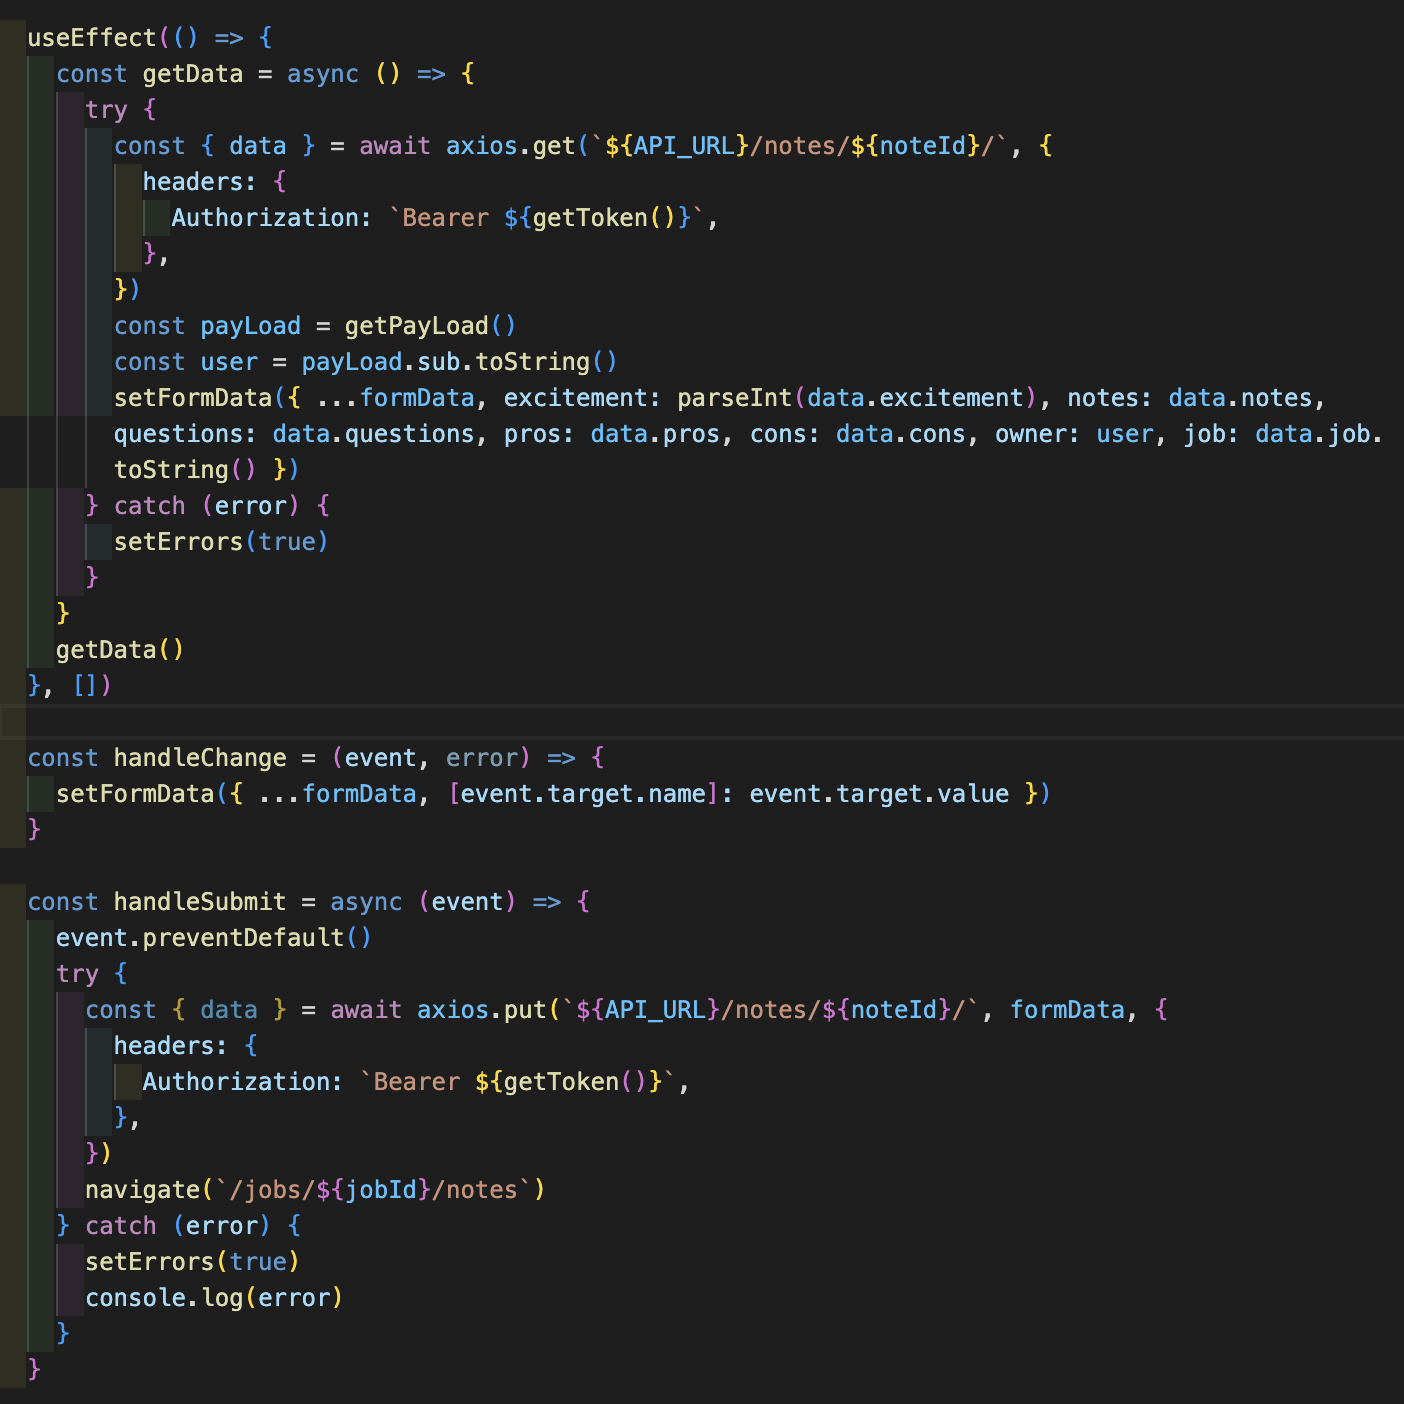 useEffect(() => {
  const getData = async () => {
    try {
      const { data } = await axios.get(`${API_URL}/notes/${noteId}/`, {
        headers: {
          Authorization: `Bearer ${getToken()}`,
        },
      })
      const payLoad = getPayLoad()
      const user = payLoad.sub.toString()
      setFormData({ ...formData, excitement: parseInt(data.excitement), notes: data.notes,
      questions: data.questions, pros: data.pros, cons: data.cons, owner: user, job: data.job.
      toString() })
    } catch (error) {
      setErrors(true)
    }
  }
  getData()
}, [])

const handleChange = (event, error) => {
  setFormData({ ...formData, [event.target.name]: event.target.value })
}

const handleSubmit = async (event) => {
  event.preventDefault()
  try {
    const { data } = await axios.put(`${API_URL}/notes/${noteId}/`, formData, {
      headers: {
        Authorization: `Bearer ${getToken()}`,
      },
    })
    navigate(`/jobs/${jobId}/notes`)
  } catch (error) {
    setErrors(true)
    console.log(error)
  }
}